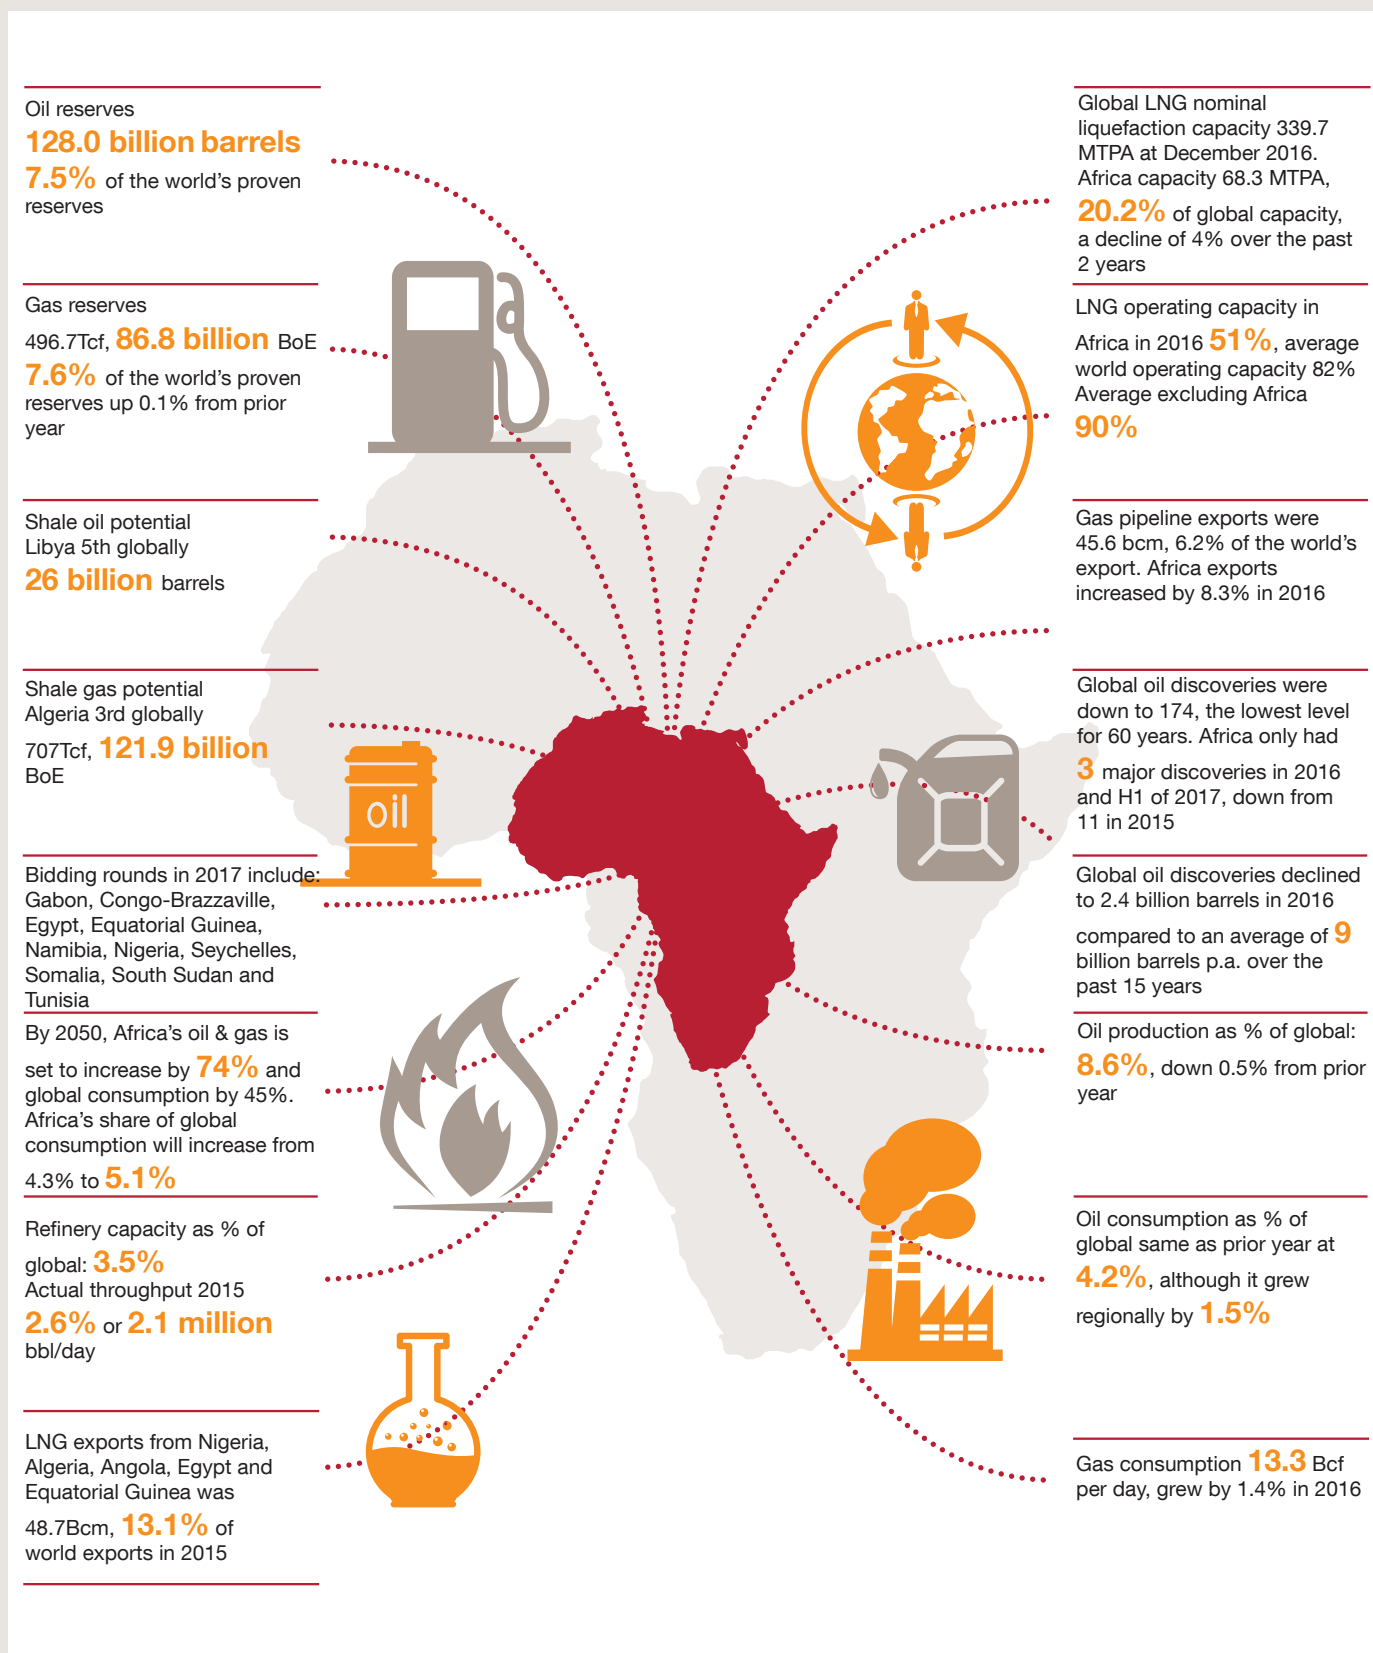 Oil reserves
128.0 billion barrels
7.5% of the world's proven
reserves
Gas reserves
496.7Tcf, 86.8 billion BoE
7.6% of the world's proven
reserves up 0.1% from prior
year
Shale oil potential
Libya 5th globally
26 billion barrels
Shale gas potential
Algeria 3rd globally
707Tcf, 121.9 billion
BoE
oil
Bidding rounds in 2017 include:
Gabon, Congo-Brazzaville,
Egypt, Equatorial Guinea,
Namibia, Nigeria, Seychelles,
Somalia, South Sudan and
Tunisia
By 2050, Africa's oil & gas is
set to increase by 74% and
global consumption by 45%.
Africa's share of global
consumption will increase from
4.3% to 5.1%
Refinery capacity as % of
global: 3.5%
Actual throughput 2015
2.6% or 2.1 million
bbl/day
LNG exports from Nigeria,
Algeria, Angola, Egypt and
Equatorial Guinea was
48.7Bcm, 13.1% of
world exports in 2015
Global LNG nominal
liquefaction capacity 339.7
MTPA at December 2016.
Africa capacity 68.3 MTPA,
20.2% of global capacity,
a decline of 4% over the past
2 years
LNG operating capacity in
Africa in 2016 51%, average
world operating capacity 82%
Average excluding Africa
90%
Gas pipeline exports were
45.6 bcm, 6.2% of the world's
export. Africa exports
increased by 8.3% in 2016
Global oil discoveries were
down to 174, the lowest level
for 60 years. Africa only had
3 major discoveries in 2016
and H1 of 2017, down from
11 in 2015
Global oil discoveries declined
to 2.4 billion barrels in 2016
compared to an average of 9
billion barrels p.a. over the
past 15 years
Oil production as % of global:
8.6%, down 0.5% from prior
year
Oil consumption as % of
global same as prior year at
4.2%, although it grew
regionally by 1.5%
Gas consumption 13.3 Bcf
per day, grew by 1.4% in 2016